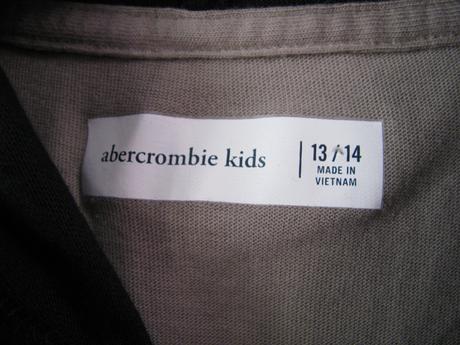 abercrombie kids
13/14
MADE IN
VIETNAM